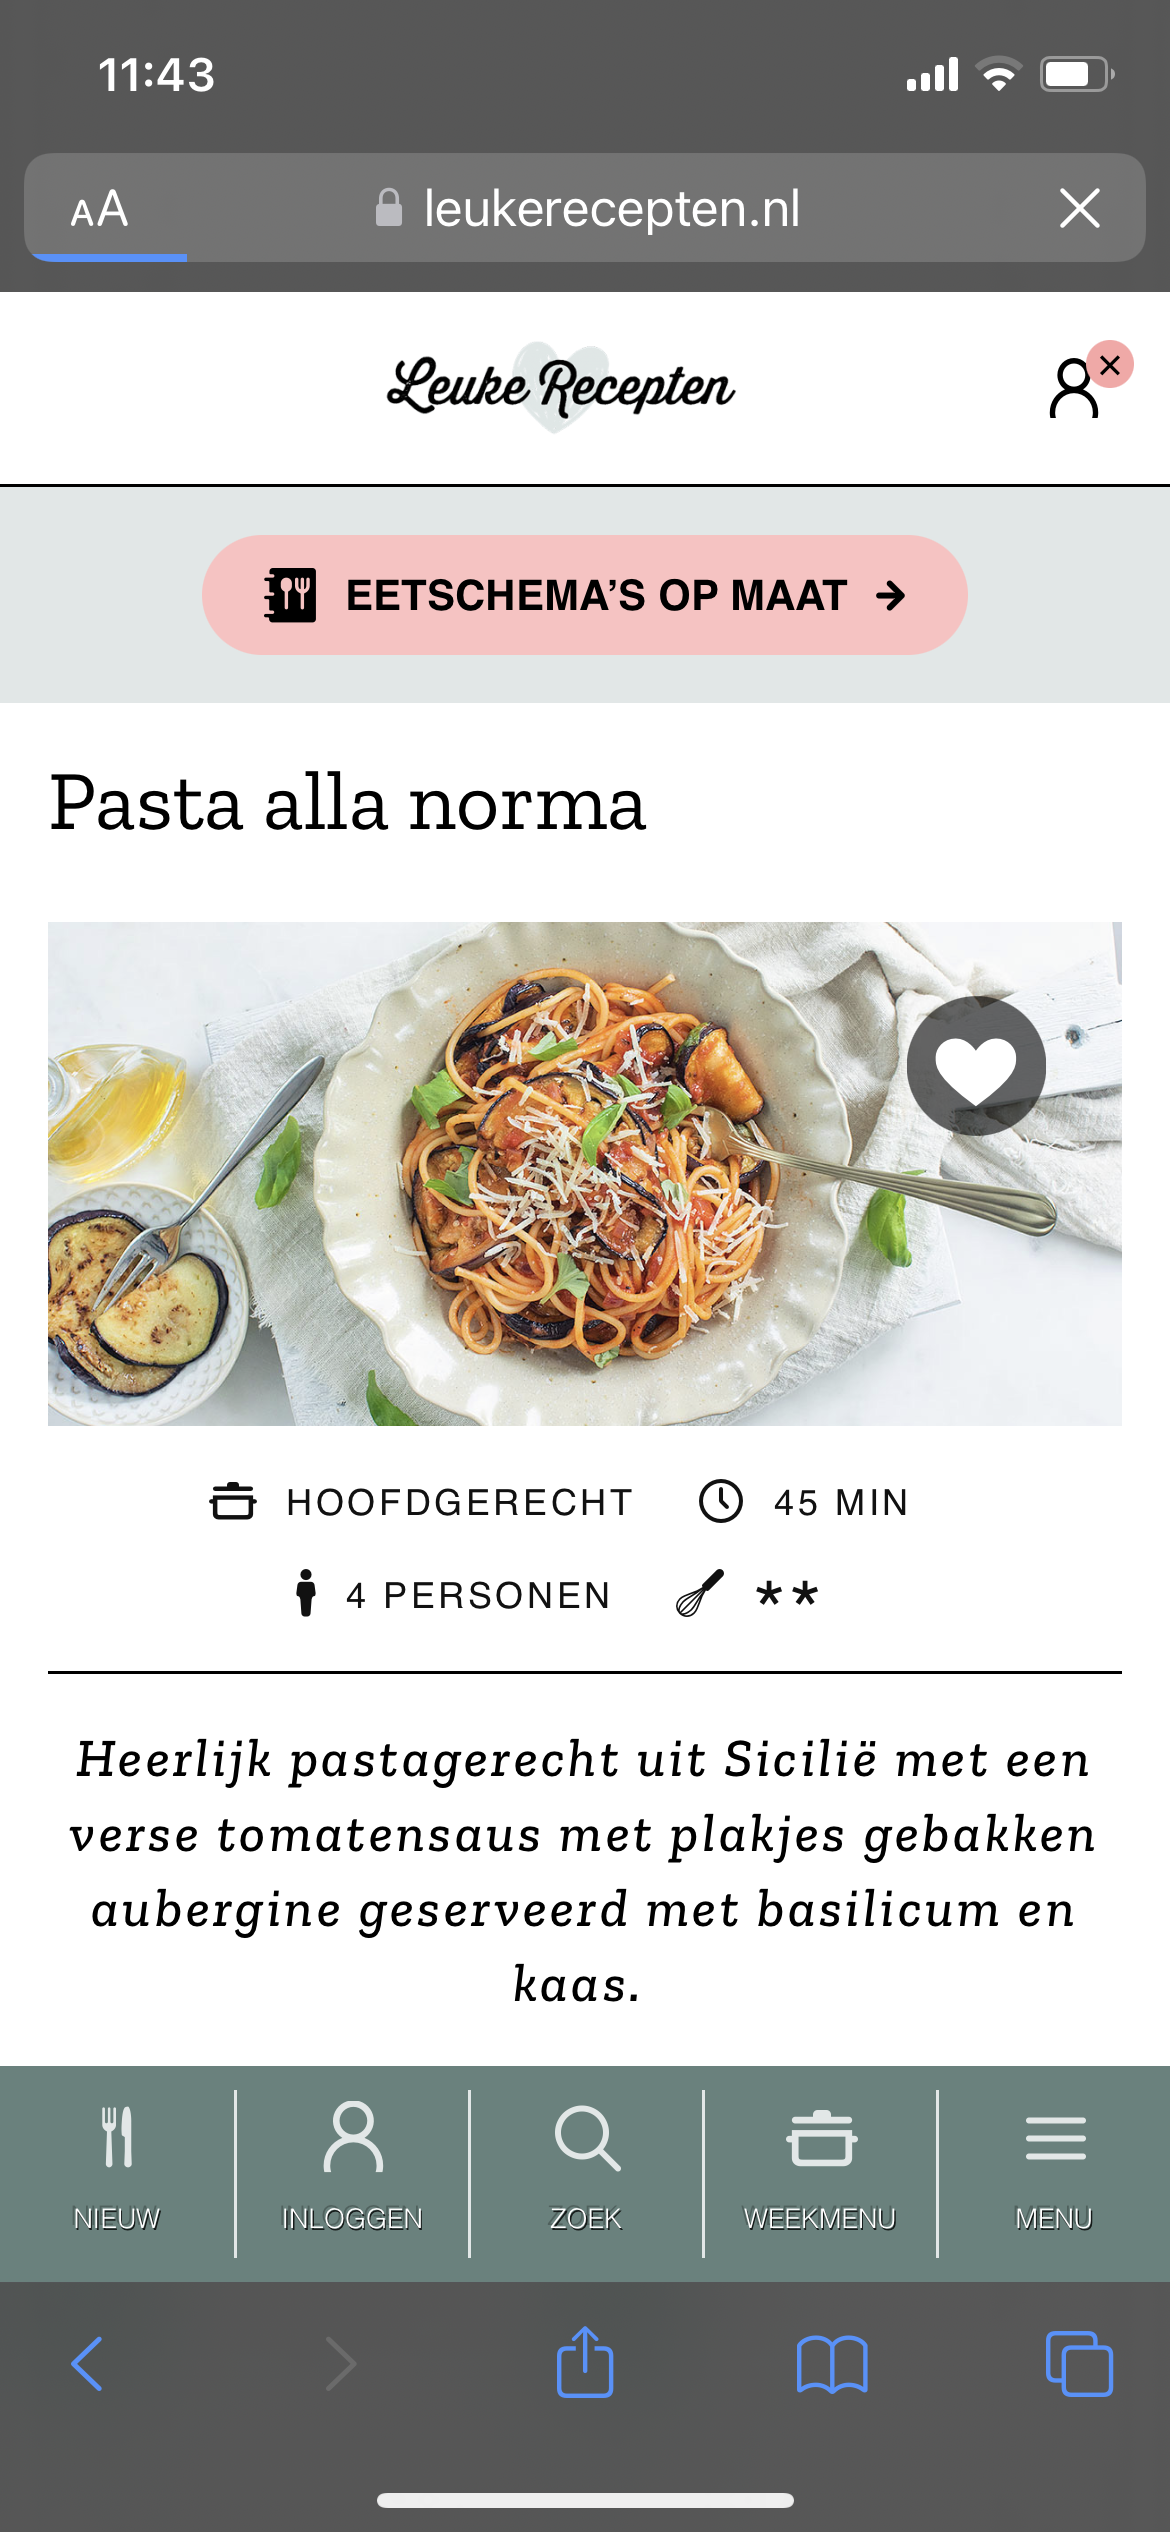 11:43
AA
leukerecepten.nl
Leuke Recepten
EETSCHEMA’S OP MAAT
Pasta alla norma
HOOFDGERECHT 45 MIN
4 PERSONEN **
Heerlijk pastagerecht uit Sicilië met een
verse tomatensaus met plakjes gebakken
aubergine geserveerd met basilicum en
kaas.
NIEUW INLOGGEN ZOEK WEEKMENU MENU